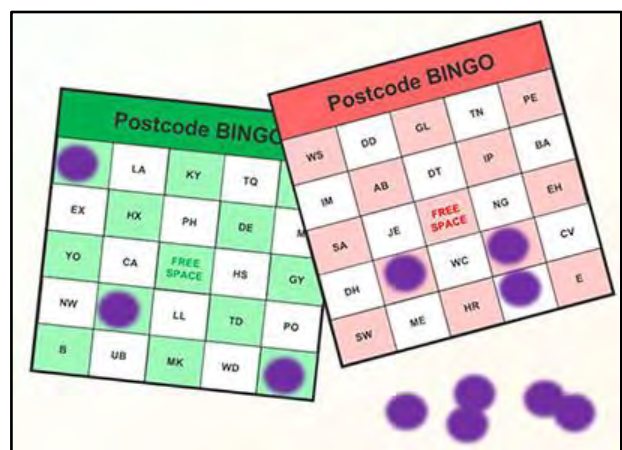 Postcode BINGO
LA KY TQ
EX HX PH DE
YO CA FREE SPACE HS GY
NW LL TD PO
B UB MK WD
Postcode BINGO
WS DD GL TN PE
IM AB DT IP BA
SA JE FREE SPACE NG EH
DH WC CV
SW ME HR E